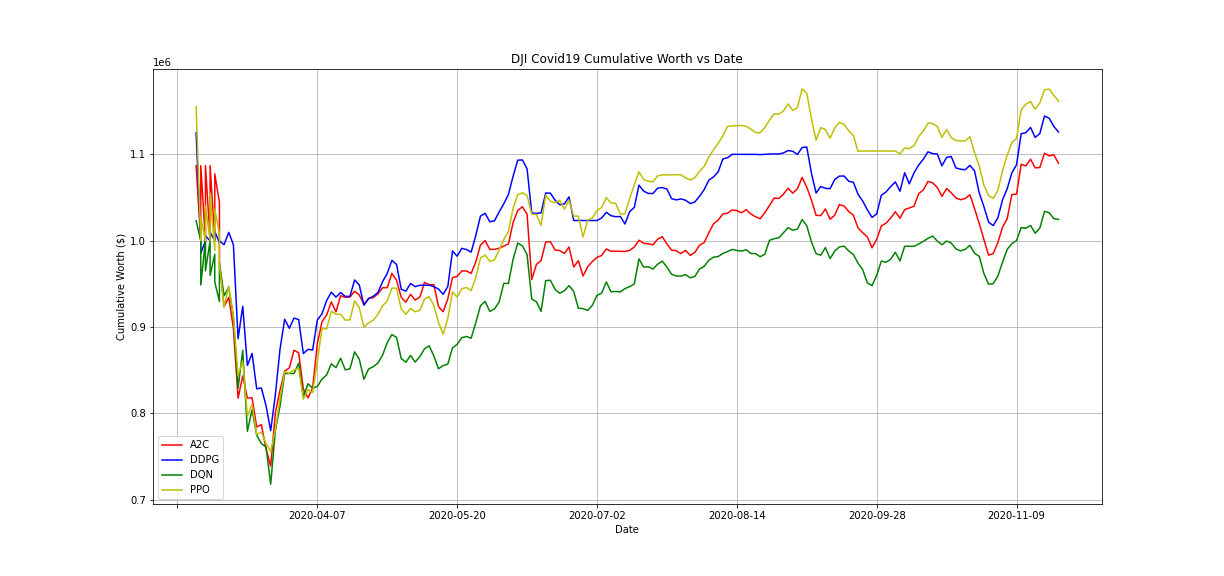 DJI Covid19 Cumulative Worth vs Date
1e6
Cumulative Worth ($)
1.1
1.0
0.9
0.8
0.7
A2C
DDPG
DQN
PPO
2020-04-07
2020-05-20
2020-07-02
2020-08-14
2020-09-28
2020-11-09
Date